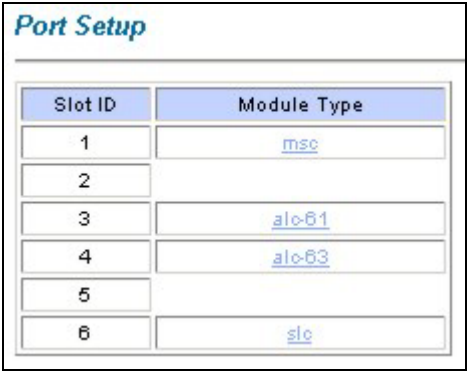 Port Setup
Slot ID Module Type
1 msc
2
3 alc-61
4 alc-63
5
6 slc